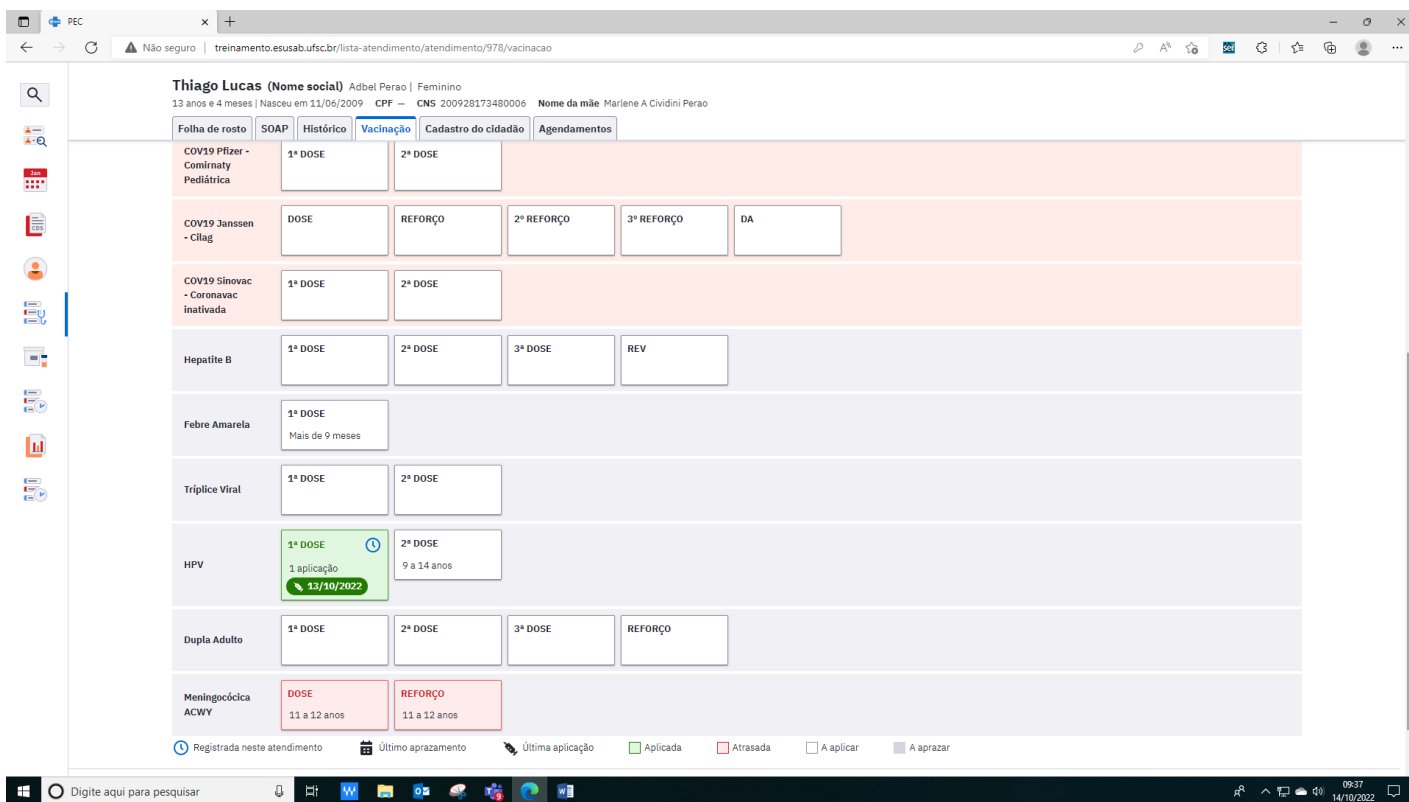 PEC
Não seguro
treinamento.esusab.ufsc.br/lista-atendimento/atendimento/978/vacinacao
sei!
Thiago Lucas (Nome social) Adbel Perao | Feminino
13 anos e 4 meses | Nasceu em 11/06/2009 CPF — CNS 200928173480006 Nome da mãe Marlene A Cividini Perao
Folha de rosto SOAP Histórico Vacinação Cadastro do cidadão Agendamentos
Jan
CDS
COV19 Pfizer -
Comirnaty
Pediátrica
1ª DOSE 2ª DOSE
COV19 Janssen
- Cilag
DOSE REFORÇO 2º REFORÇO 3º REFORÇO DA
COV19 Sinovac
- Coronavac
inativada
1ª DOSE 2ª DOSE
Hepatite B
1ª DOSE 2ª DOSE 3ª DOSE REV
Febre Amarela
1ª DOSE
Mais de 9 meses
Tríplice Viral
1ª DOSE 2ª DOSE
HPV
1ª DOSE 2ª DOSE
1 aplicação 9 a 14 anos
13/10/2022
Dupla Adulto
1ª DOSE 2ª DOSE 3ª DOSE REFORÇO
Meningocócica
ACWY
DOSE REFORÇO
11 a 12 anos 11 a 12 anos
Registrada neste atendimento Último aprazamento Última aplicação Aplicada Atrasada A aplicar A aprazar
Digite aqui para pesquisar
09:37
14/10/2022